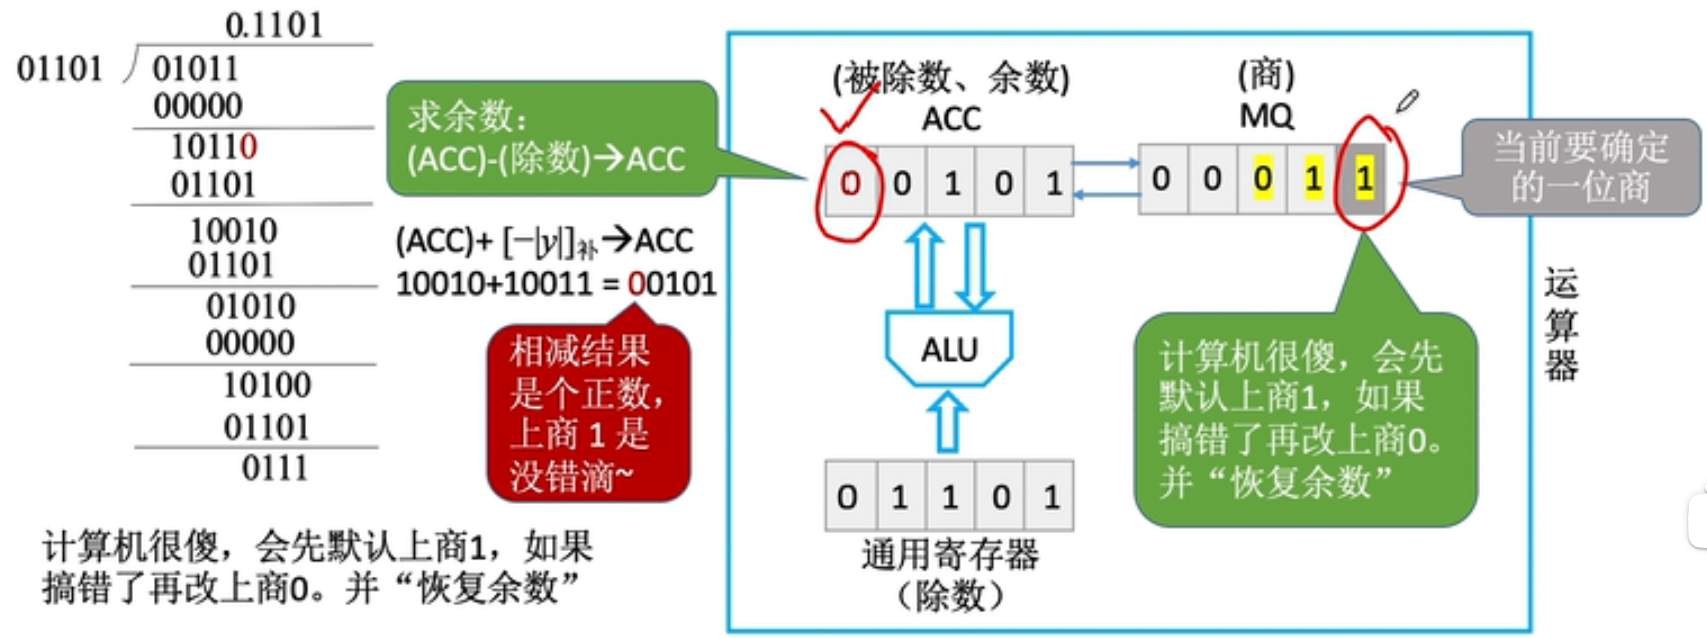 0.1101
01101
01011
00000
10110
01101
10010
01101
01010
00000
10100
01101
0111
求余数：
(ACC)-(除数)→ACC
(ACC)+ [−|y|]补→ACC
10010+10011 = 00101
相减结果
是个正数，
上商 1 是
没错滴~
计算机很傻，会先默认上商1，如果
搞错了再改上商0。并“恢复余数”
(被除数、余数)
ACC
0 0 1 0 1
(商)
MQ
0 0 0 1 1
当前要确定
的一位商
ALU
0 1 1 0 1
通用寄存器
（除数）
计算机很傻，会先
默认上商1，如果
搞错了再改上商0。
并“恢复余数”
运
算
器